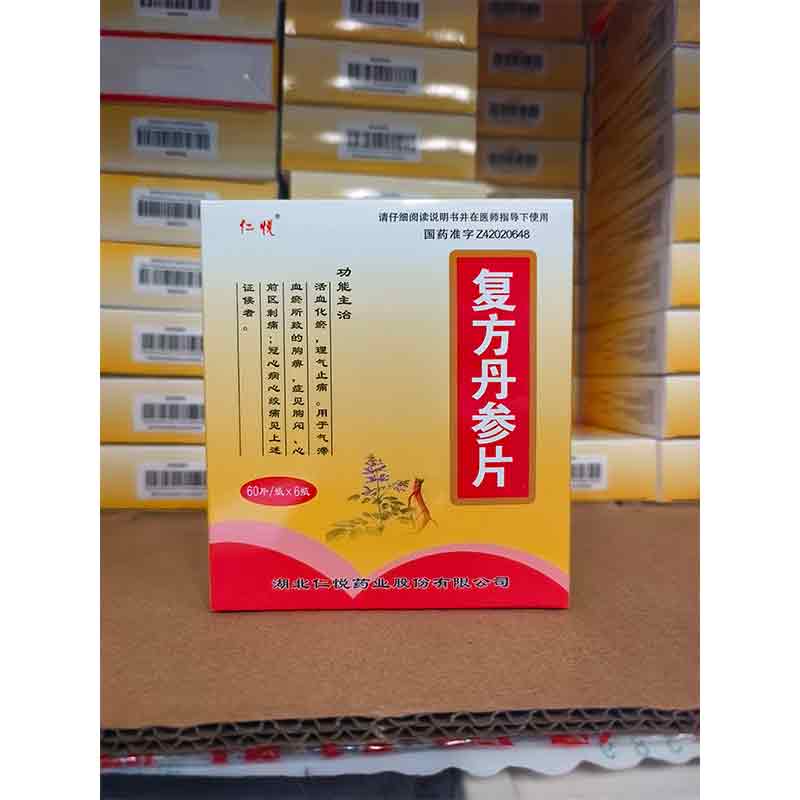 仁悦®
请仔细阅读说明书并在医师指导下使用
国药准字Z42020648
复方丹参片
功能主治
活血化瘀，理气止痛。用于气滞
血瘀所致的胸痹，症见胸闷、心
前区刺痛；冠心病心绞痛见上述
证候者。
60片/瓶×6瓶
湖北仁悦药业股份有限公司